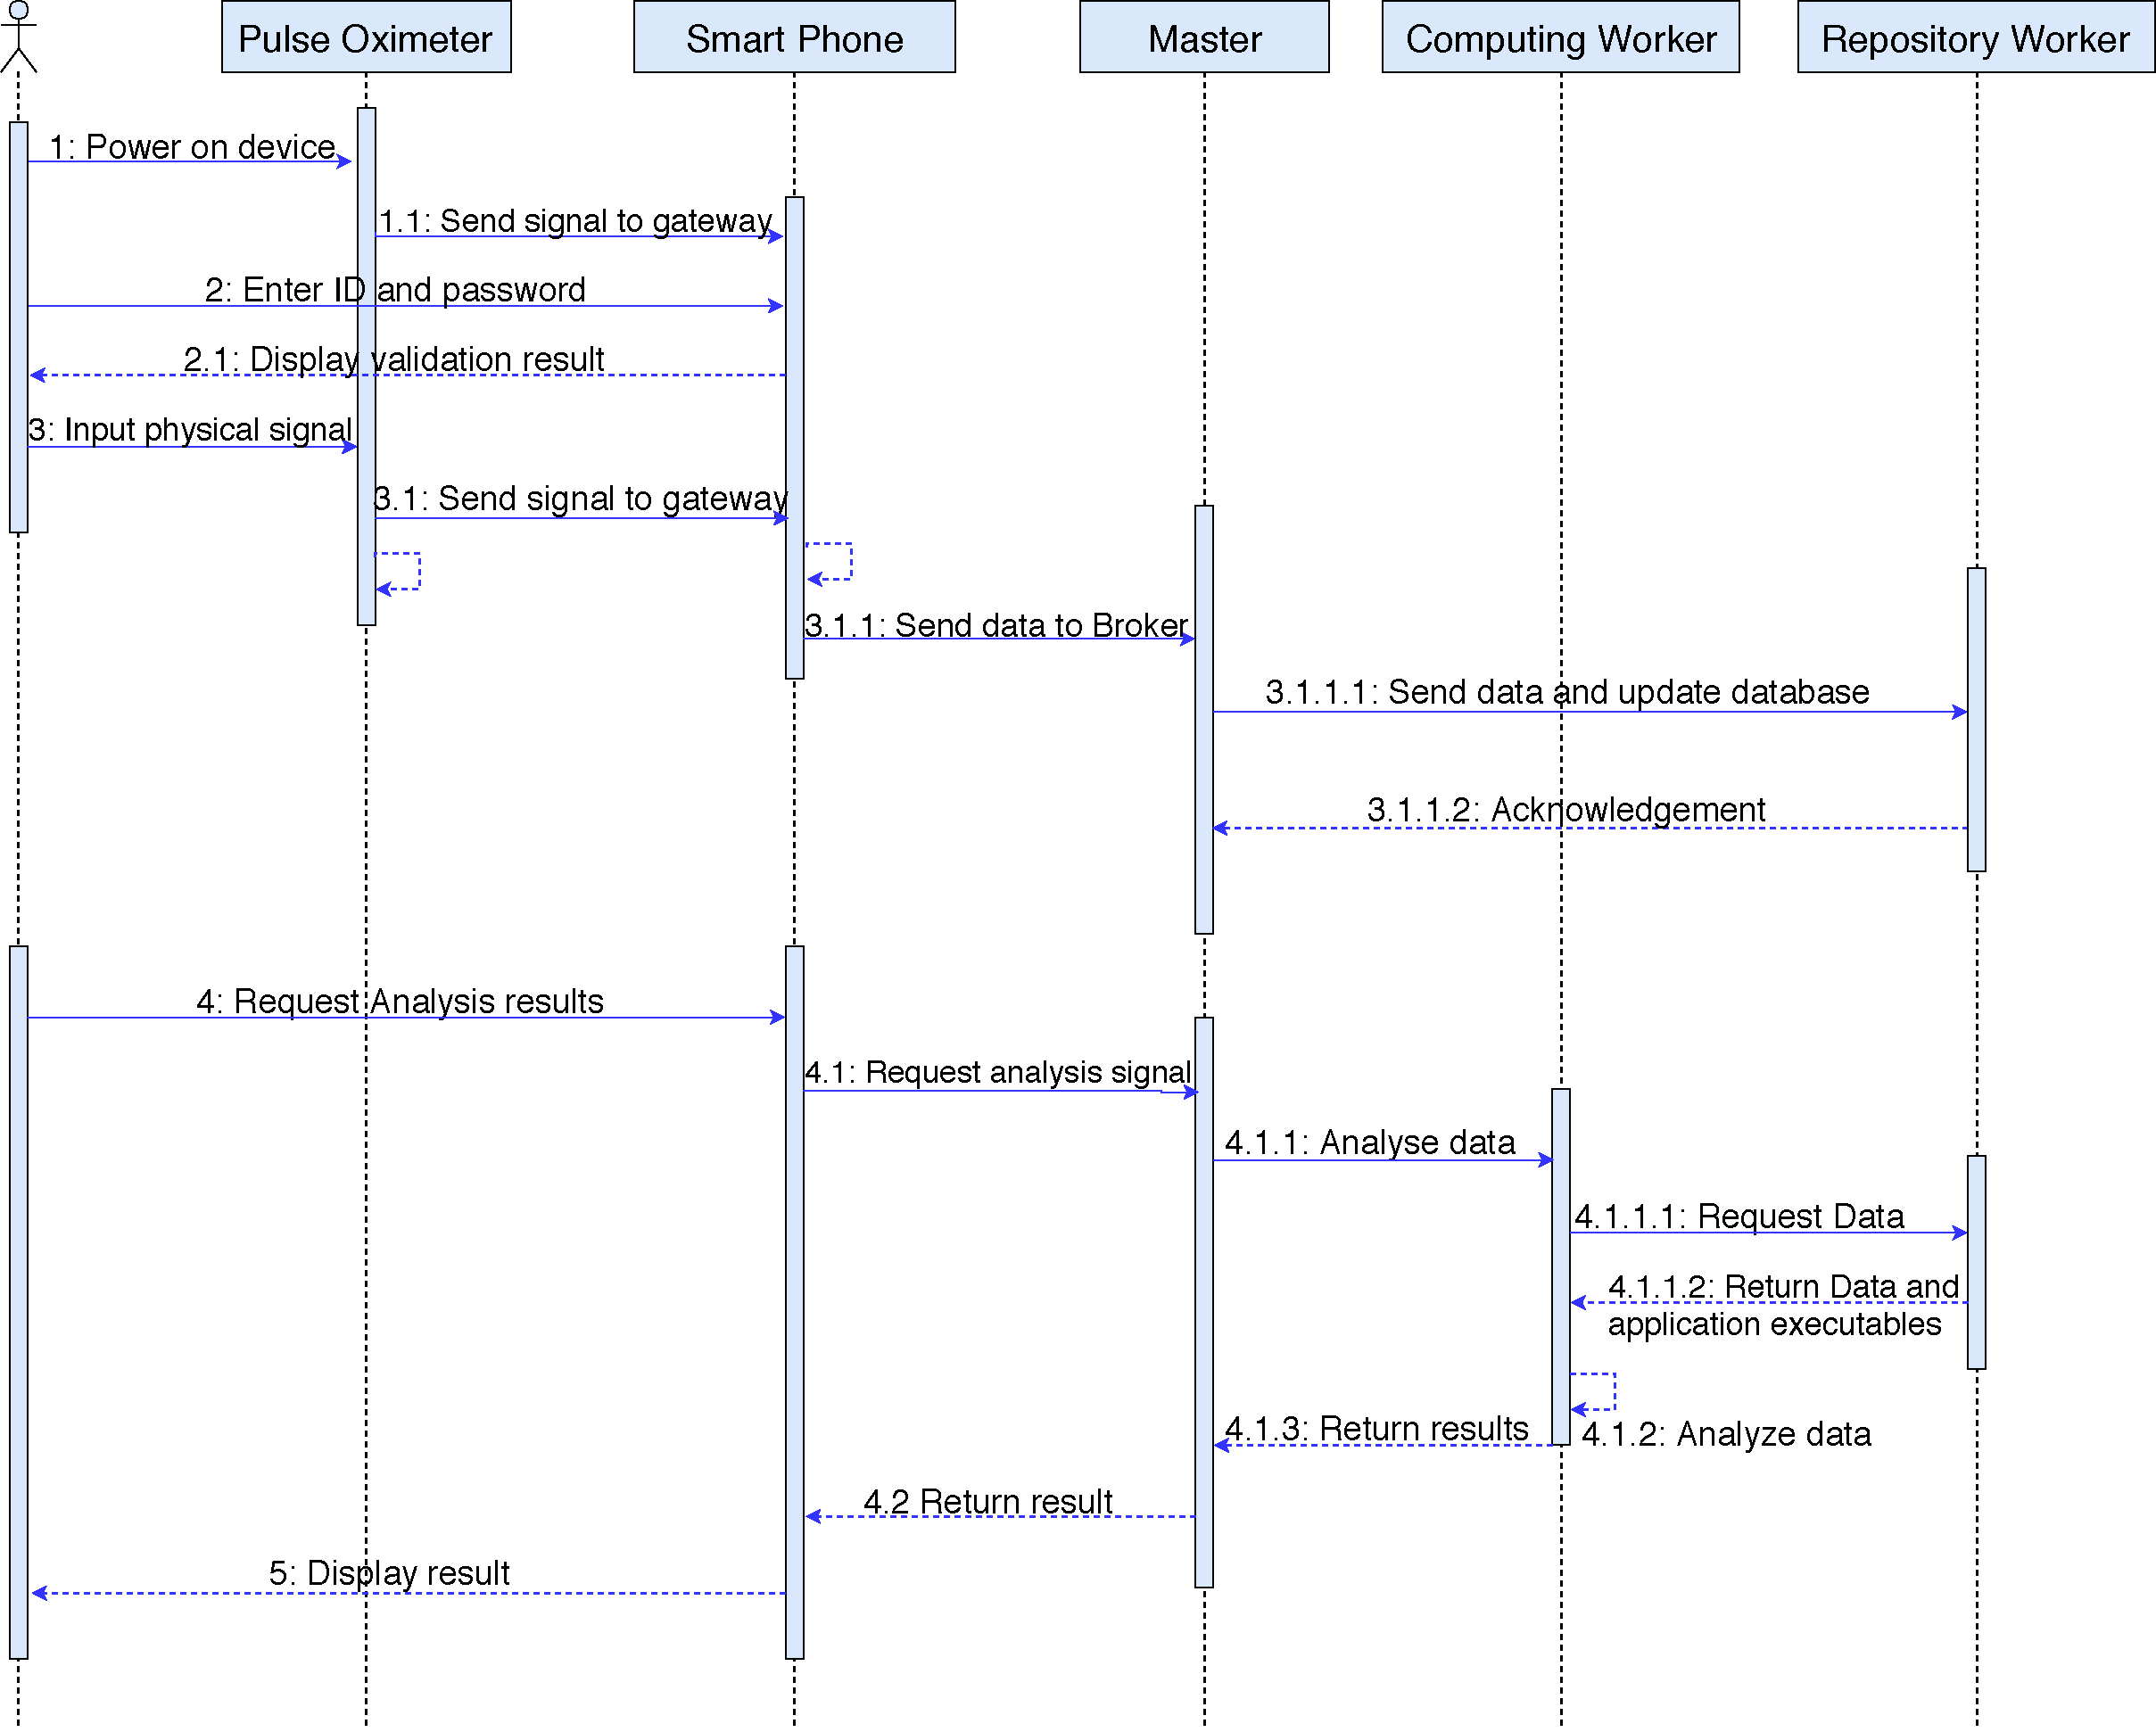 Pulse Oximeter
Smart Phone
Master
Computing Worker
Repository Worker
1: Power on device
1.1: Send signal to gateway
2: Enter ID and password
2.1: Display validation result
3: Input physical signal
3.1: Send signal to gateway
3.1.1: Send data to Broker
3.1.1.1: Send data and update database
3.1.1.2: Acknowledgement
4: Request Analysis results
4.1: Request analysis signal
4.1.1: Analyse data
4.1.1.1: Request Data
4.1.1.2: Return Data and
application executables
4.1.3: Return results
4.1.2: Analyze data
4.2 Return result
5: Display result